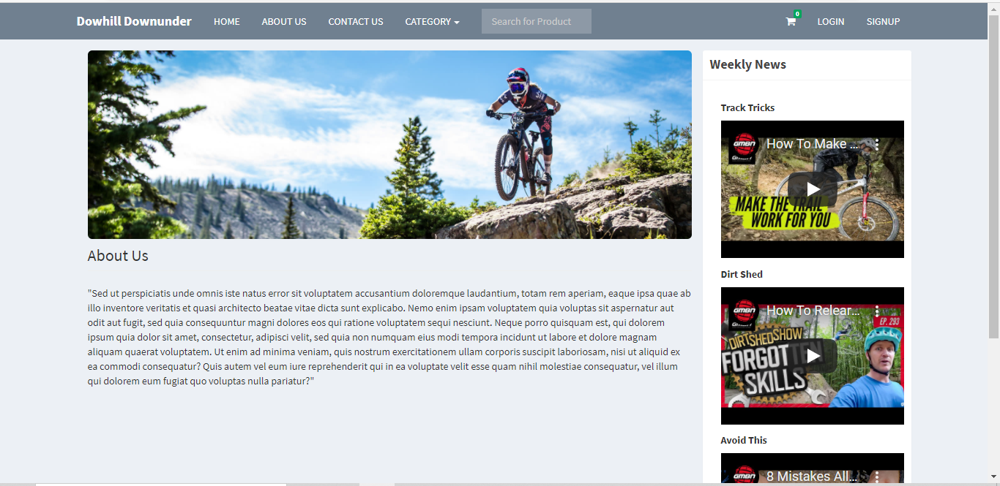 Dowhill Downunder HOME ABOUT US CONTACT US CATEGORY Search for Product 0 LOGIN SIGNUP
About Us
"Sed ut perspiciatis unde omnis iste natus error sit voluptatem accusantium doloremque laudantium, totam rem aperiam, eaque ipsa quae ab
illo inventore veritatis et quasi architecto beatae vitae dicta sunt explicabo. Nemo enim ipsam voluptatem quia voluptas sit aspernatur aut
odit aut fugit, sed quia consequuntur magni dolores eos qui ratione voluptatem sequi nesciunt. Neque porro quisquam est, qui dolorem
ipsum quia dolor sit amet, consectetur, adipisci velit, sed quia non numquam eius modi tempora incidunt ut labore et dolore magnam
aliquam quaerat voluptatem. Ut enim ad minima veniam, quis nostrum exercitationem ullam corporis suscipit laboriosam, nisi ut aliquid ex
ea commodi consequatur? Quis autem vel eum iure reprehenderit qui in ea voluptate velit esse quam nihil molestiae consequatur, vel illum
qui dolorem eum fugiat quo voluptas nulla pariatur?"
Weekly News
Track Tricks
GMBN How To Make ...
MAKE THE TRAIL
WORK FOR YOU
Dirt Shed
GMBN How To Relear...
EP. 293
DIRT SHED SHOW
FORGOTTEN
SKILLS
Avoid This
GMBN 8 Mistakes All...